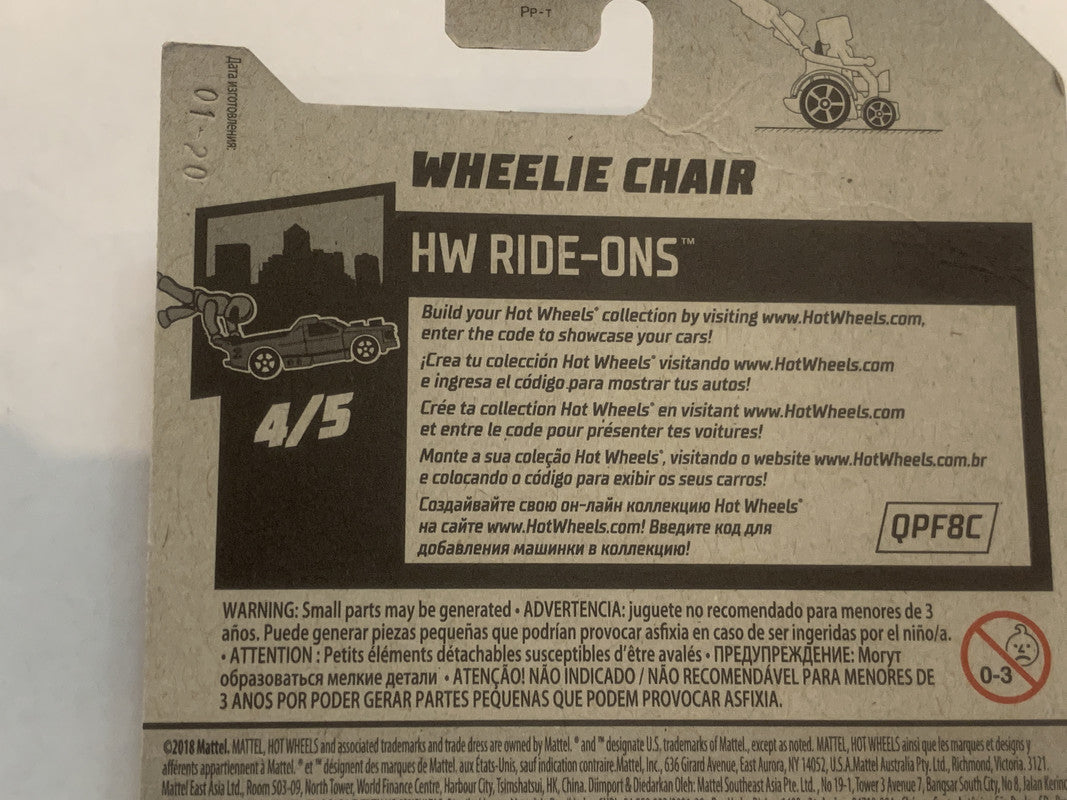 PP-T
Дата изготовления:
01-20
WHEELIE CHAIR
HW RIDE-ONS™
4/5
Build your Hot Wheels® collection by visiting www.HotWheels.com,
enter the code to showcase your cars!
¡Crea tu colección Hot Wheels® visitando www.HotWheels.com
e ingresa el código para mostrar tus autos!
Crée ta collection Hot Wheels® en visitant www.HotWheels.com
et entre le code pour présenter tes voitures!
Monte a sua coleção Hot Wheels®, visitando o website www.HotWheels.com.br
e colocando o código para exibir os seus carros!
Создайвайте свою он-лайн коллекцию Hot Wheels®
на сайте www.HotWheels.com! Введите код для
добавления машинки в коллекцию!
QPF8C
WARNING: Small parts may be generated • ADVERTENCIA: juguete no recomendado para menores de 3
años. Puede generar piezas pequeñas que podrían provocar asfixia en caso de ser ingeridas por el niño/a.
• ATTENTION : Petits éléments détachables susceptibles d'être avalés • ПРЕДУПРЕЖДЕНИЕ: Могут
образоваться мелкие детали • ATENÇÃO! NÃO INDICADO / NÃO RECOMENDÁVEL PARA MENORES DE
3 ANOS POR PODER GERAR PARTES PEQUENAS QUE PODEM PROVOCAR ASFIXIA.
0-3
©2018 Mattel. MATTEL, HOT WHEELS and associated trademarks and trade dress are owned by Mattel. ® and ™ designate U.S. trademarks of Mattel., except as noted. MATTEL, HOT WHEELS ainsi que les marques et designs y
afférents appartiennent à Mattel. ® et ™ désignent des marques de Mattel. aux États-Unis, sauf indication contraire.Mattel, Inc., 636 Girard Avenue, East Aurora, NY 14052, U.S.A.Mattel Australia Pty. Ltd., Richmond, Victoria. 3121.
Mattel East Asia Ltd., Room 503-09, North Tower, World Finance Centre, Harbour City, Tsimshatsui, HK, China. Diimport & Diedarkan Oleh: Mattel Southeast Asia Pte. Ltd., No 19-1, Tower 3 Avenue 7, Bangsar South City, No 8, Jalan